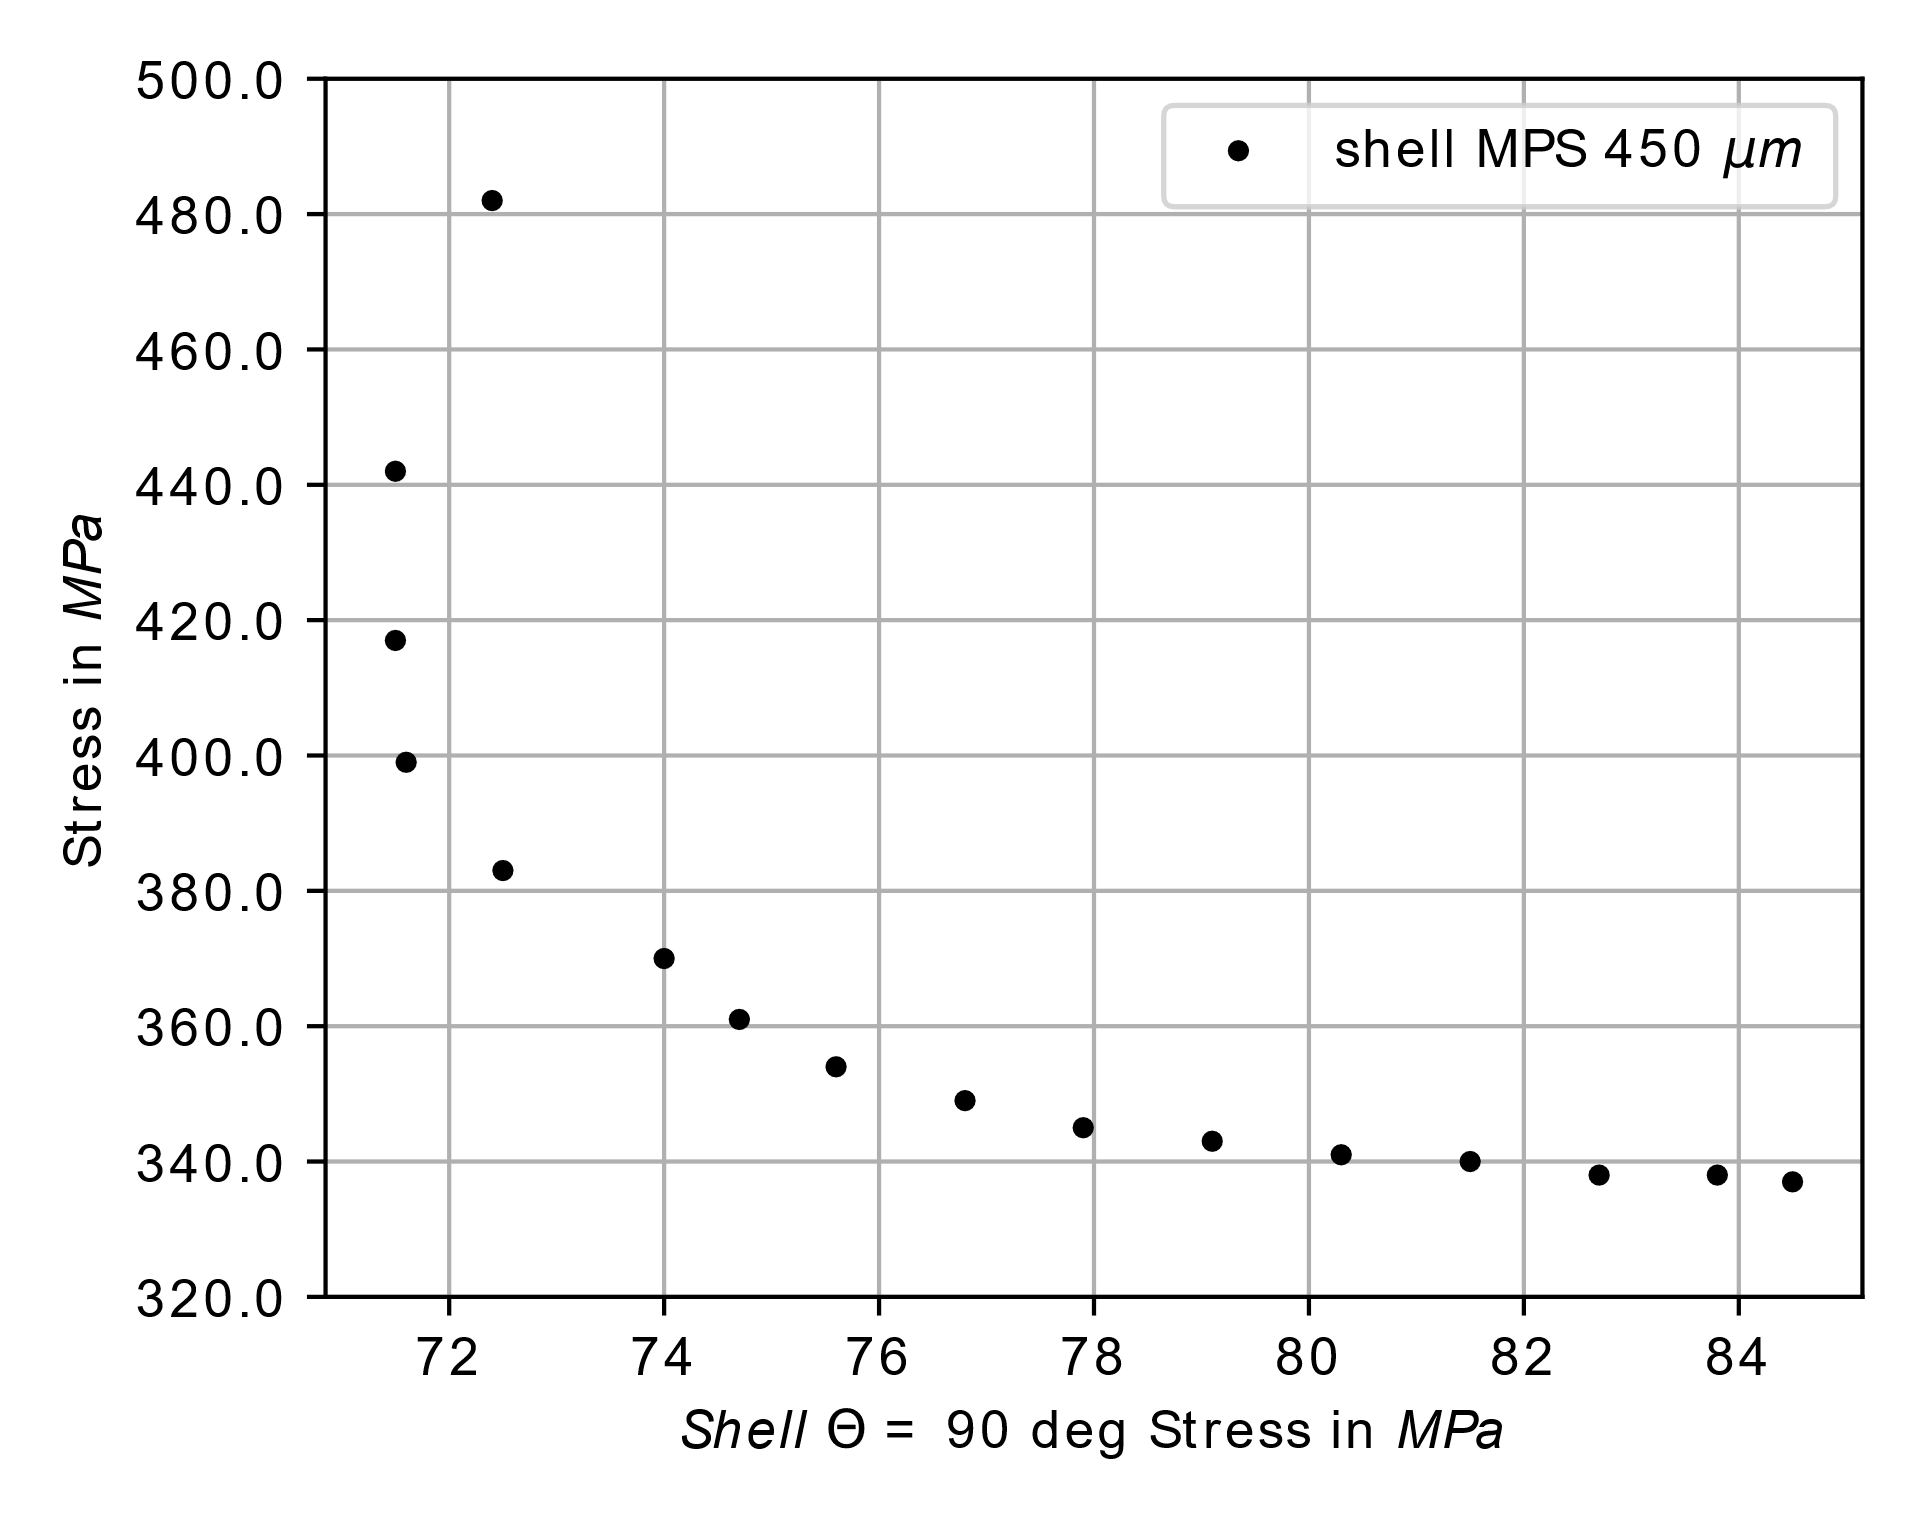 500.0
480.0
460.0
440.0
420.0
400.0
380.0
360.0
340.0
320.0
Stress in MPa
shell MPS 450 μm
72 74 76 78 80 82 84
Shell Θ = 90 deg Stress in MPa